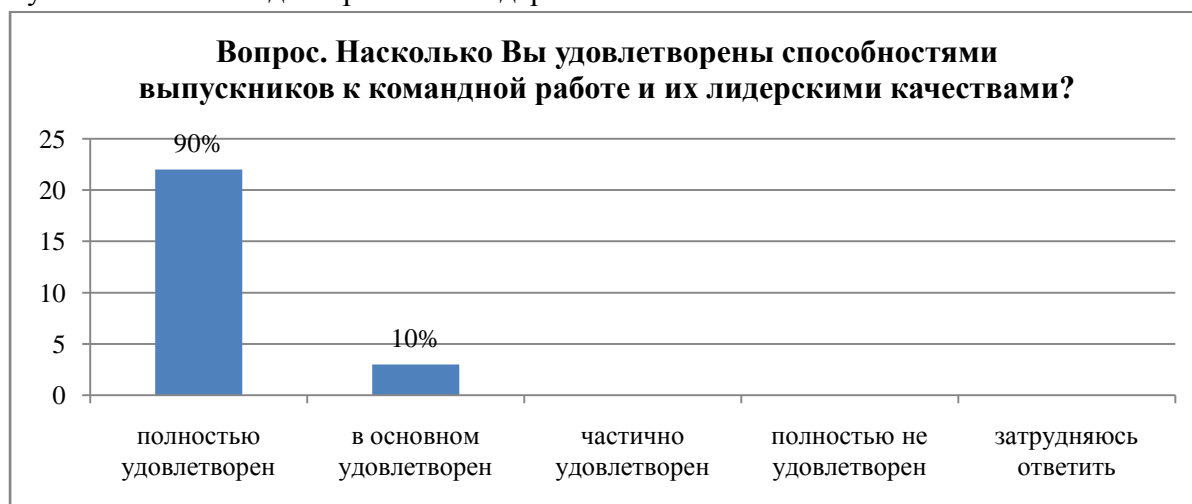 Вопрос. Насколько Вы удовлетворены способностями
выпускников к командной работе и их лидерскими качествами?
25
20
15
10
5
0
90%
10%
полностью
удовлетворен
в основном
удовлетворен
частично
удовлетворен
полностью не
удовлетворен
затрудняюсь
ответить